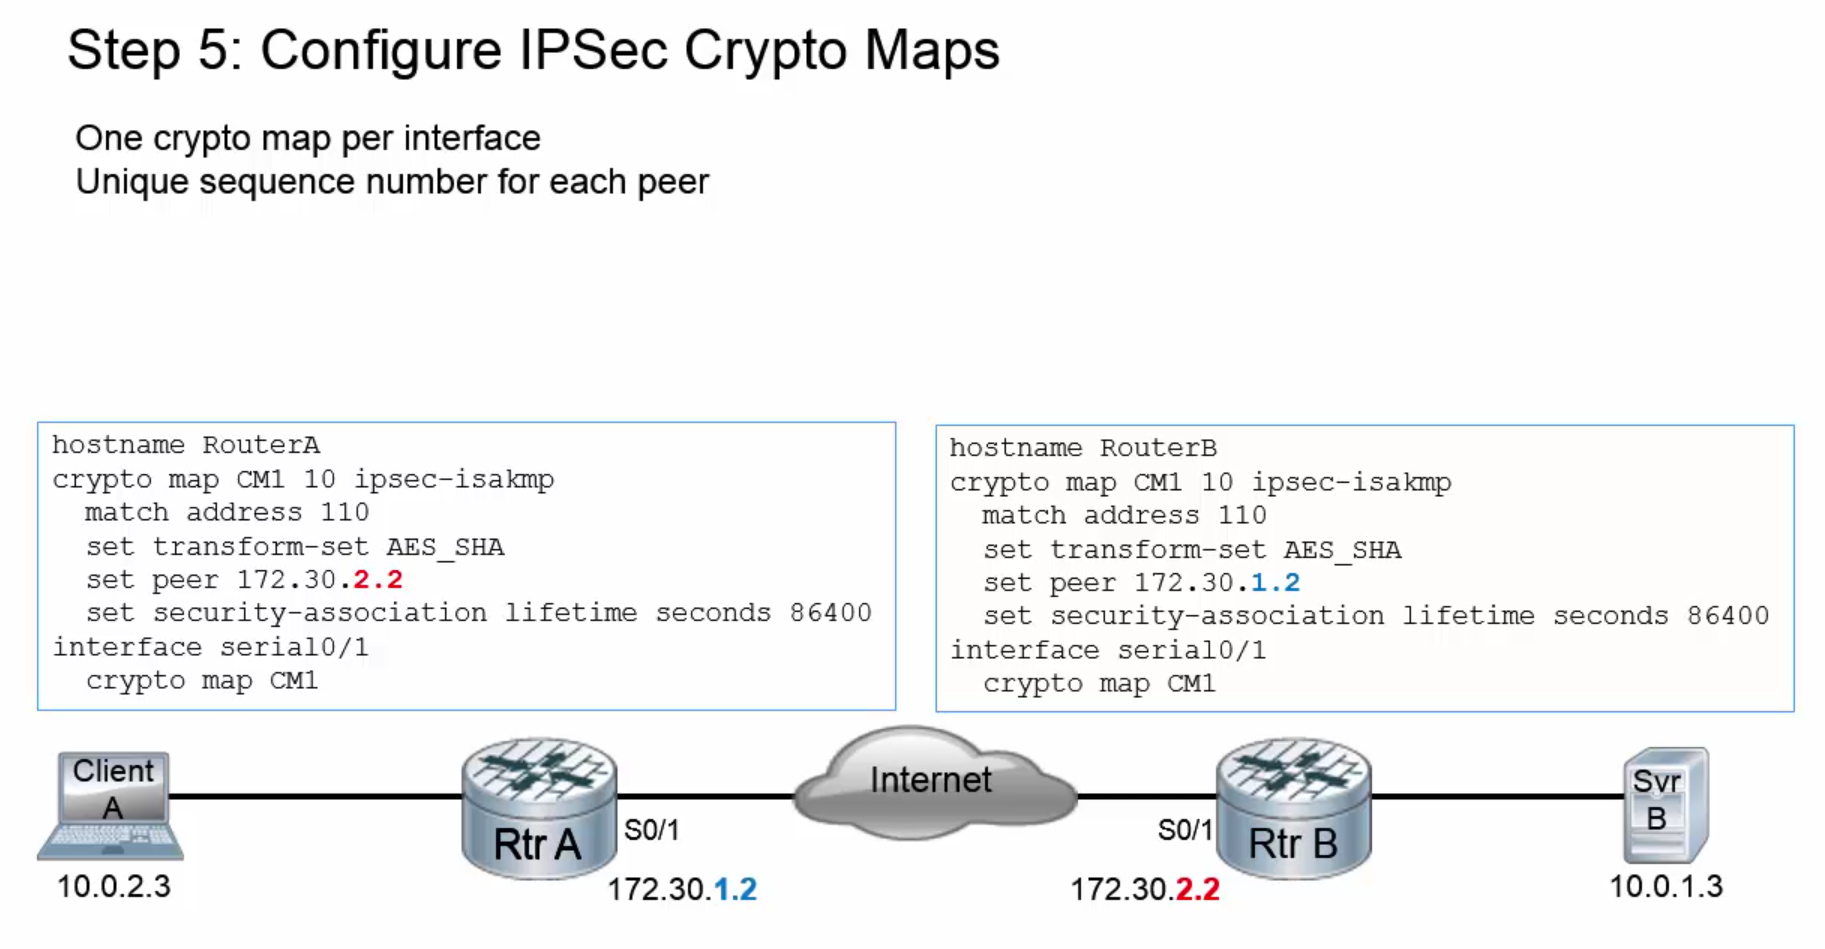 Step 5: Configure IPSec Crypto Maps
One crypto map per interface
Unique sequence number for each peer
hostname RouterA
crypto map CM1 10 ipsec-isakmp
match address 110
set transform-set AES_SHA
set peer 172.30.2.2
set security-association lifetime seconds 86400
interface serial0/1
crypto map CM1
hostname RouterB
crypto map CM1 10 ipsec-isakmp
match address 110
set transform-set AES_SHA
set peer 172.30.1.2
set security-association lifetime seconds 86400
interface serial0/1
crypto map CM1
Client
A
10.0.2.3
Rtr A
S0/1
172.30.1.2
Internet
S0/1
172.30.2.2
Rtr B
Svr
B
10.0.1.3